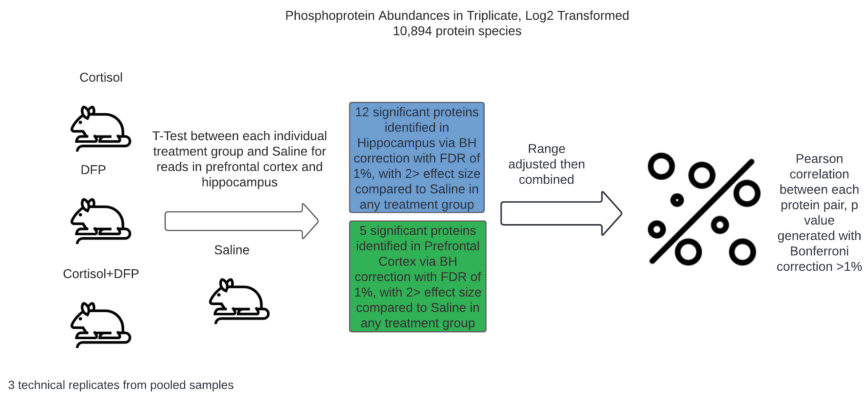 Phosphoprotein Abundances in Triplicate, Log2 Transformed
10,894 protein species
Cortisol
DFP
Cortisol+DFP
T-Test between each individual
treatment group and Saline for
reads in prefrontal cortex and
hippocampus
Saline
12 significant proteins
identified in
Hippocampus via BH
correction with FDR of
1%, with 2> effect size
compared to Saline in
any treatment group
5 significant proteins
identified in Prefrontal
Cortex via BH
correction with FDR of
1%, with 2> effect size
compared to Saline in
any treatment group
Range
adjusted then
combined
Pearson
correlation
between each
protein pair, p
value
generated with
Bonferroni
correction >1%
3 technical replicates from pooled samples